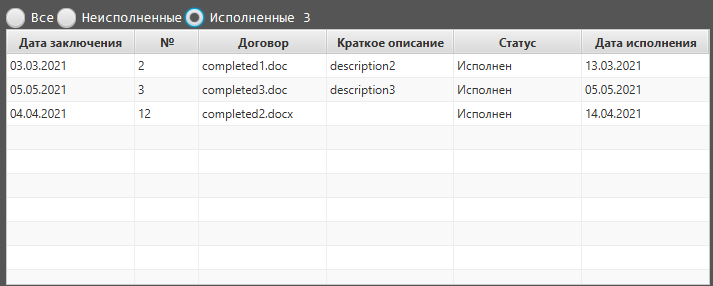 Все Неисполненные Исполненные 3
Дата заключения № Договор Краткое описание Статус Дата исполнения
03.03.2021 2 completed1.doc description2 Исполнен 13.03.2021
05.05.2021 3 completed3.doc description3 Исполнен 05.05.2021
04.04.2021 12 completed2.docx Исполнен 14.04.2021